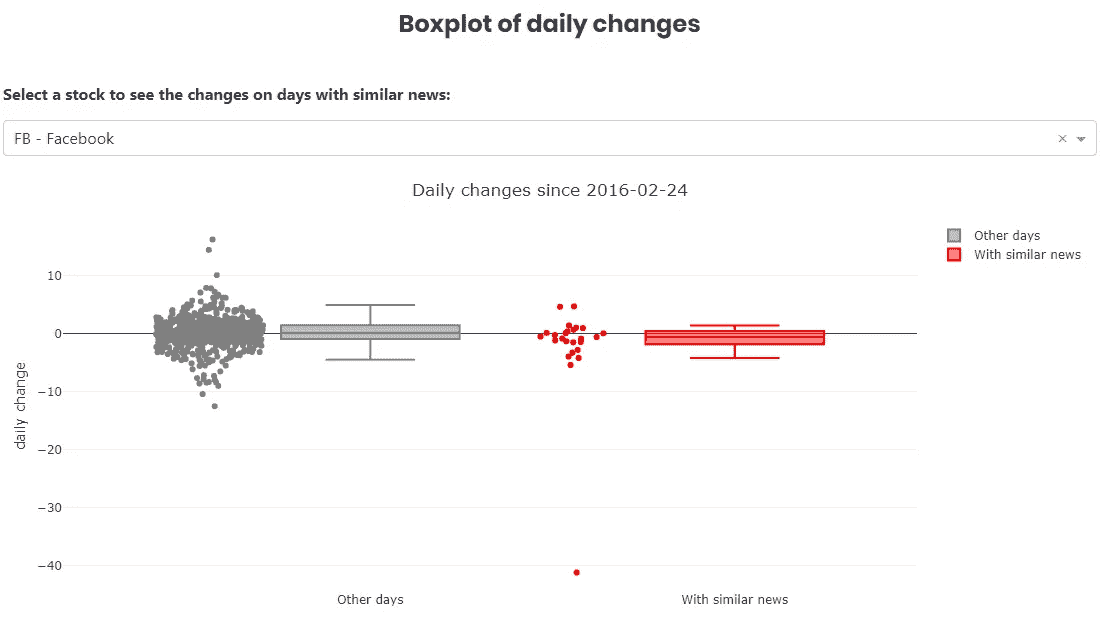 Boxplot of daily changes
Select a stock to see the changes on days with similar news:
FB - Facebook
Daily changes since 2016-02-24
Other days
With similar news
10
0
−10
−20
−30
−40
daily change
Other days
With similar news